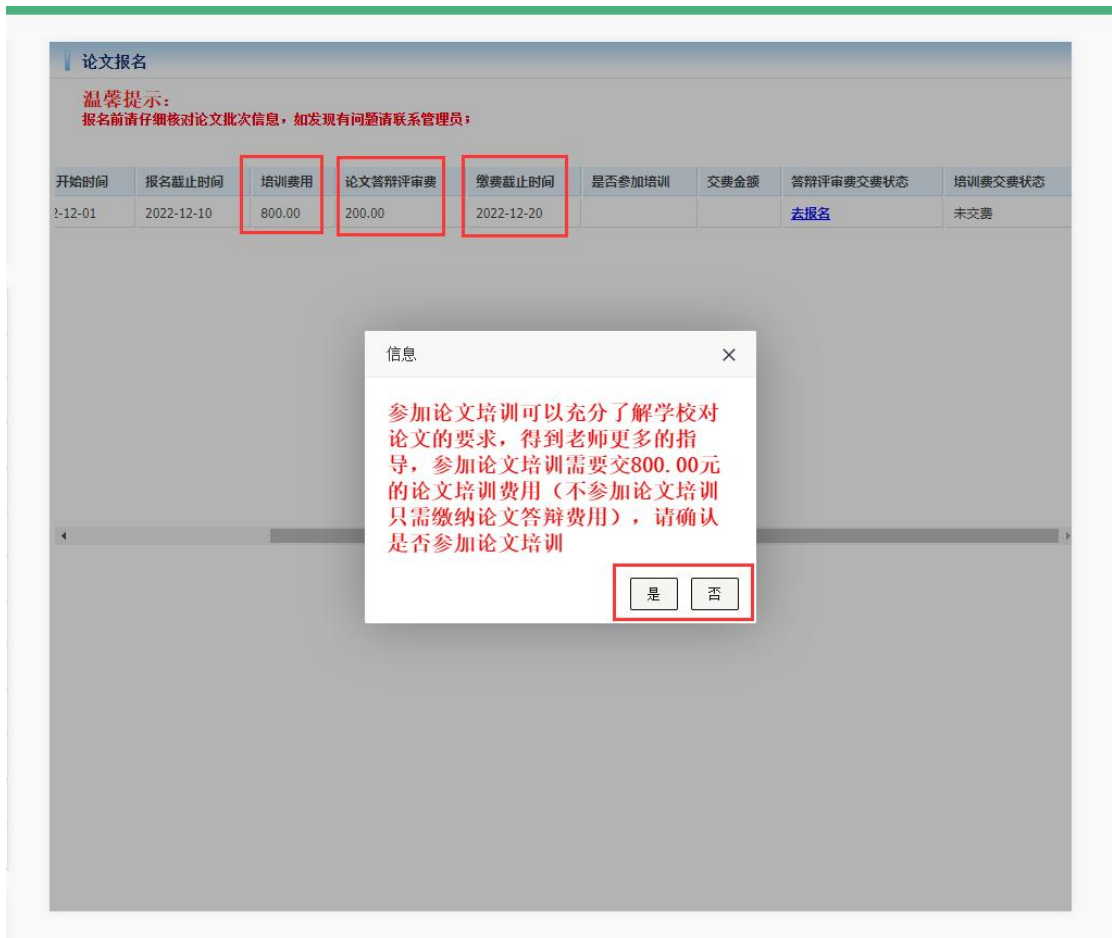 论文报名
温馨提示：
报名前请仔细核对论文批次信息，如发现有问题请联系管理员；
开始时间 报名截止时间 培训费用 论文答辩评审费 缴费截止时间 是否参加培训 交费金额 答辩评审费交费状态 培训费交费状态
2-12-01 2022-12-10 800.00 200.00 2022-12-20 去报名 未交费
信息
参加论文培训可以充分了解学校对
论文的要求，得到老师更多的指
导，参加论文培训需要交800.00元
的论文培训费用（不参加论文培训
只需缴纳论文答辩费用），请确认
是否参加论文培训
是 否